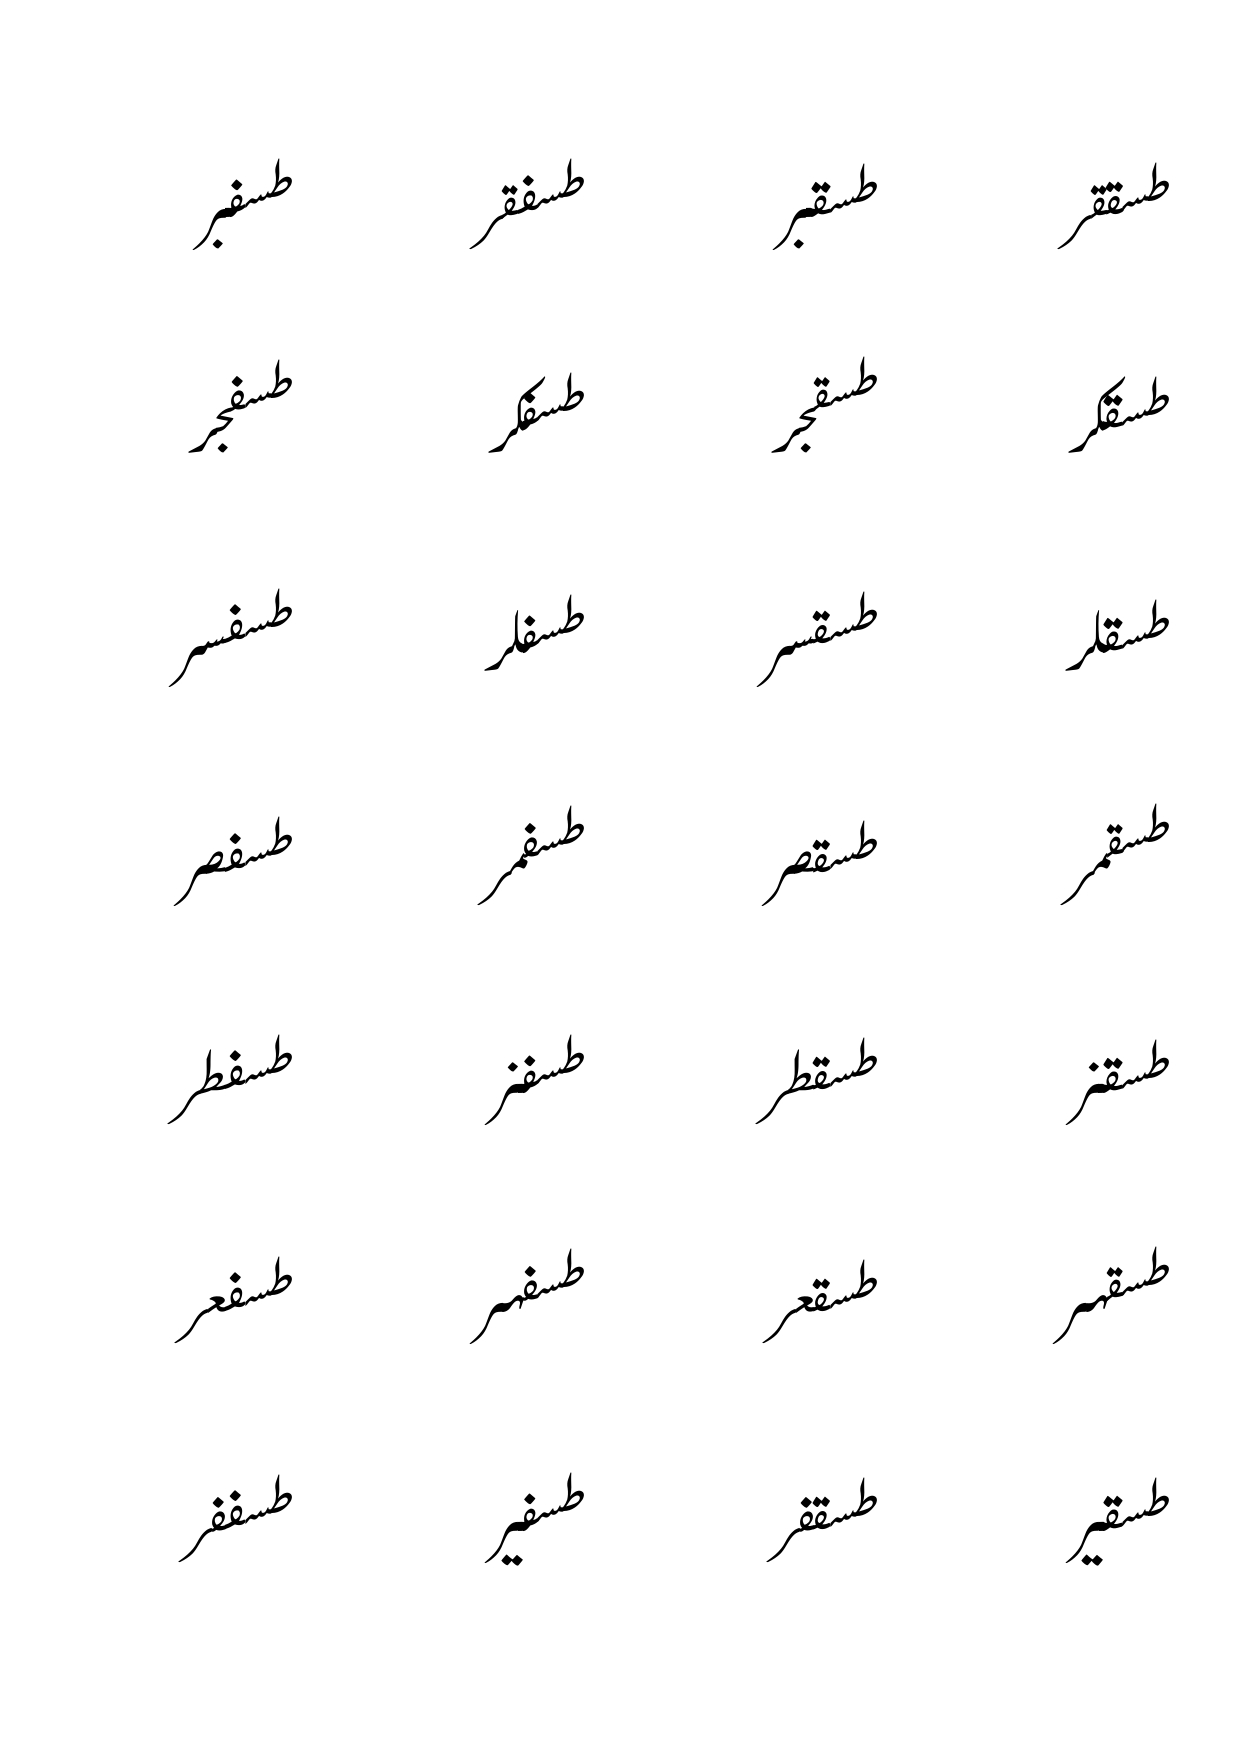 طسققر طسقبر طسفقر طسفبر
طسقكر طسقجر طسفكر طسفجر
طسقلر طسقسر طسفلر طسفسر
طسقمر طسقصر طسفمر طسفصر
طسقنر طسقطر طسفنر طسفطر
طسقهر طسقعر طسفهر طسفعر
طسقير طسقفر طسفير طسففر